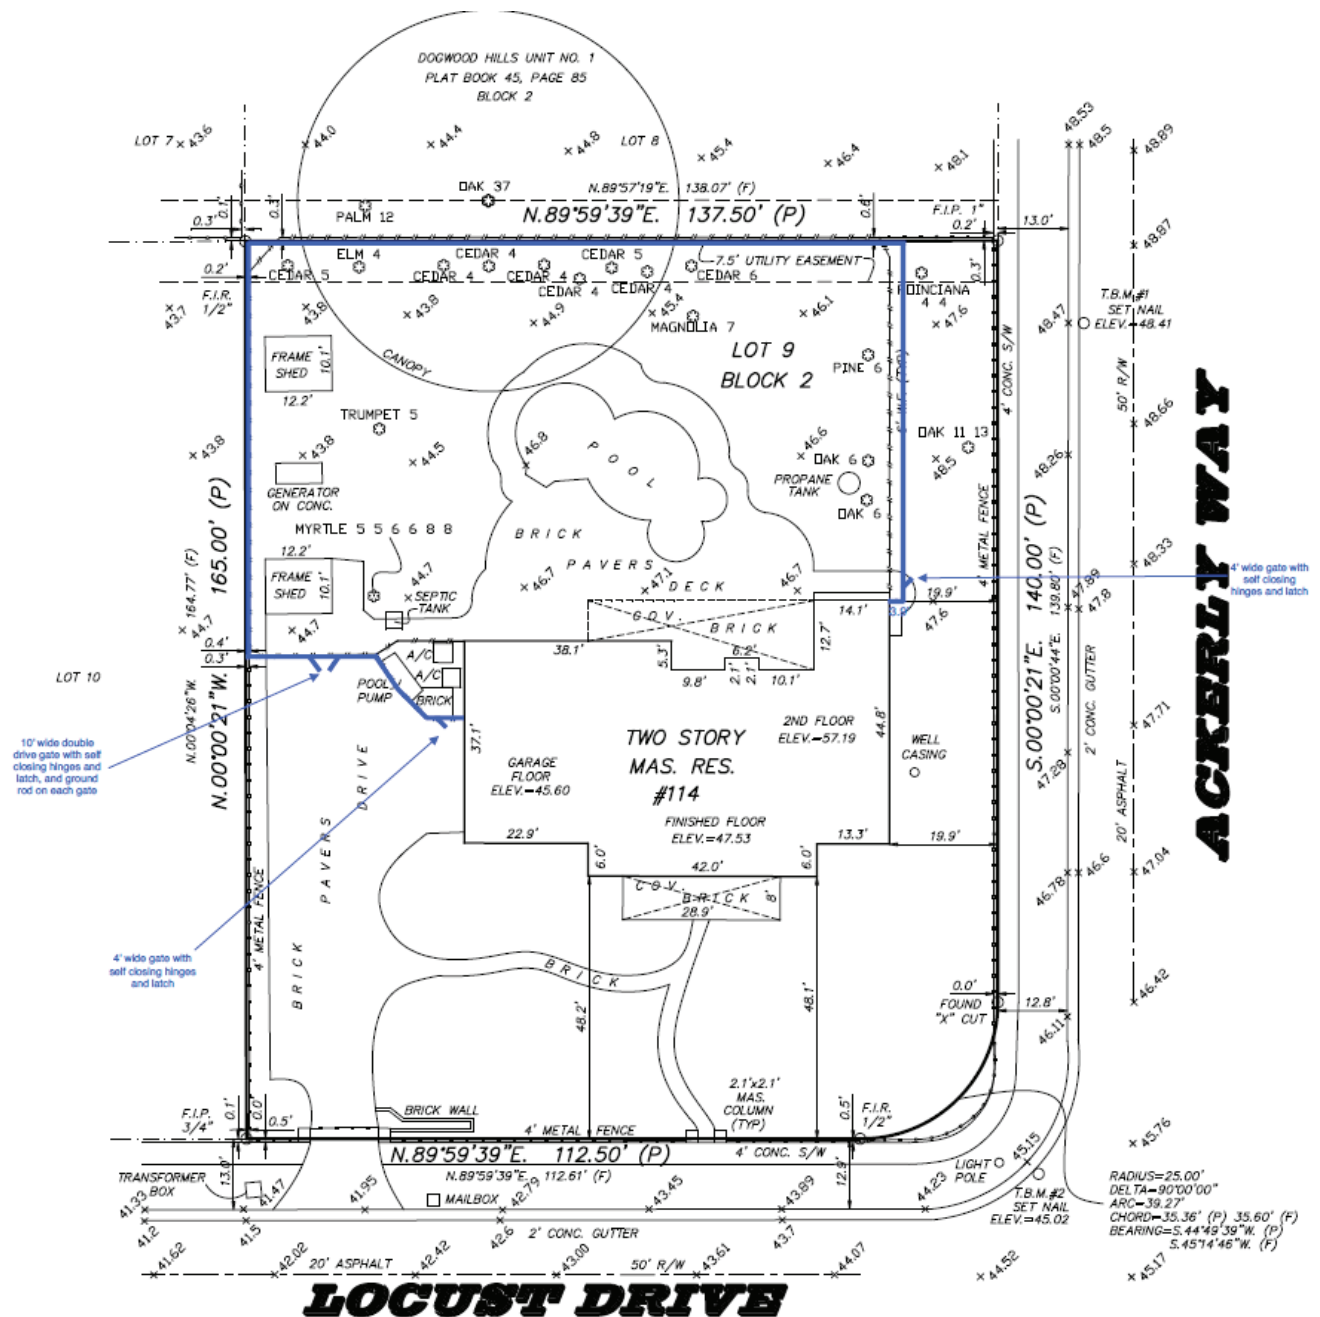 DOGWOOD HILLS UNIT NO. 1
PLAT BOOK 45, PAGE 85
BLOCK 2
LOT 7
43.6
44.0
44.4
44.8
LOT 8
45.4
46.4
48.1
48.53
48.5
48.89
OAK 37
PALM 12
N.89°57'19"E. 138.07' (F)
N.89°59'39"E. 137.50' (P)
0.1'
0.3'
0.3'
0.6'
F.I.P. 1"
0.2'
13.0'
48.87
0.2'
F.I.R.
1/2"
CEDAR 5
ELM 4
CEDAR 4
CEDAR 4
CEDAR 4
CEDAR 4
CEDAR 5
CEDAR 4
CEDAR 6
7.5' UTILITY EASEMENT
0.3'
POINCIANA
4 4
43.7
43.8
43.8
44.9
45.4
46.1
47.6
MAGNOLIA 7
T.B.M.#1
SET NAIL
ELEV.=48.41
48.47
4' CONC. S/W
50' R/W
FRAME
SHED
10.1'
12.2'
CANOPY
LOT 9
BLOCK 2
PINE 6
TRUMPET 5
43.8
43.8
44.5
46.8
46.6
OAK 11 13
48.5
48.26
48.66
POOL
OAK 6
PROPANE
TANK
OAK 6
GENERATOR
ON CONC.
MYRTLE 5 5 6 6 8 8
165.00' (P)
N.00°04'26"W. 164.77' (F)
N.00°00'21"W.
BRICK
PAVERS
DECK
12.2'
FRAME
SHED
10.1'
44.7
SEPTIC
TANK
46.7
47.1
46.7
4' METAL FENCE
S.00°00'21"E. 140.00' (P)
S.00°00'44"E. 139.80' (F)
48.33
47.89
47.8
4' wide gate with
self closing
hinges and latch
ACKERLY WAY
44.7
44.7
14.1'
19.9'
3.9'
47.6
COV. BRICK
12.7'
0.4'
0.3'
38.1'
5.3'
6.2'
2.1'
2.1'
9.8'
10.1'
LOT 10
A/C
A/C
POOL
PUMP
BRICK
2' CONC. GUTTER
47.71
47.28
10' wide double
drive gate with self
closing hinges and
latch, and ground
rod on each gate
37.1'
TWO STORY
MAS. RES.
#114
2ND FLOOR
ELEV.=57.19
44.8'
WELL
CASING
GARAGE
FLOOR
ELEV.=45.60
FINISHED FLOOR
ELEV.=47.53
22.9'
13.3'
19.9'
6.0'
42.0'
6.0'
BRICK PAVERS DRIVE
20' ASPHALT
46.78
46.6
47.04
COV. BRICK
28.9'
8'
4' METAL FENCE
4' wide gate with
self closing hinges
and latch
BRICK
48.2'
48.1'
0.0'
FOUND
"X" CUT
12.8'
46.11
46.42
F.I.P.
3/4"
0.1'
0.0'
0.5'
BRICK WALL
4' METAL FENCE
2.1'x2.1'
MAS.
COLUMN
(TYP)
0.5'
F.I.R.
1/2"
N.89°59'39"E. 112.50' (P)
N.89°59'39"E. 112.61' (F)
4' CONC. S/W
45.76
LIGHT
POLE
45.15
TRANSFORMER
BOX
13.0'
MAILBOX
12.9'
T.B.M.#2
SET NAIL
ELEV.=45.02
RADIUS=25.00'
DELTA=90°00'00"
ARC=39.27'
CHORD=35.36' (P) 35.60' (F)
BEARING=S.44°49'39"W. (P)
S.45°14'46"W. (F)
41.33
41.47
41.95
42.79
43.45
43.89
44.23
41.2
41.5
42.6
2' CONC. GUTTER
43.7
41.62
42.02
20' ASPHALT
42.42
43.00
50' R/W
43.61
44.07
44.52
45.17
LOCUST DRIVE